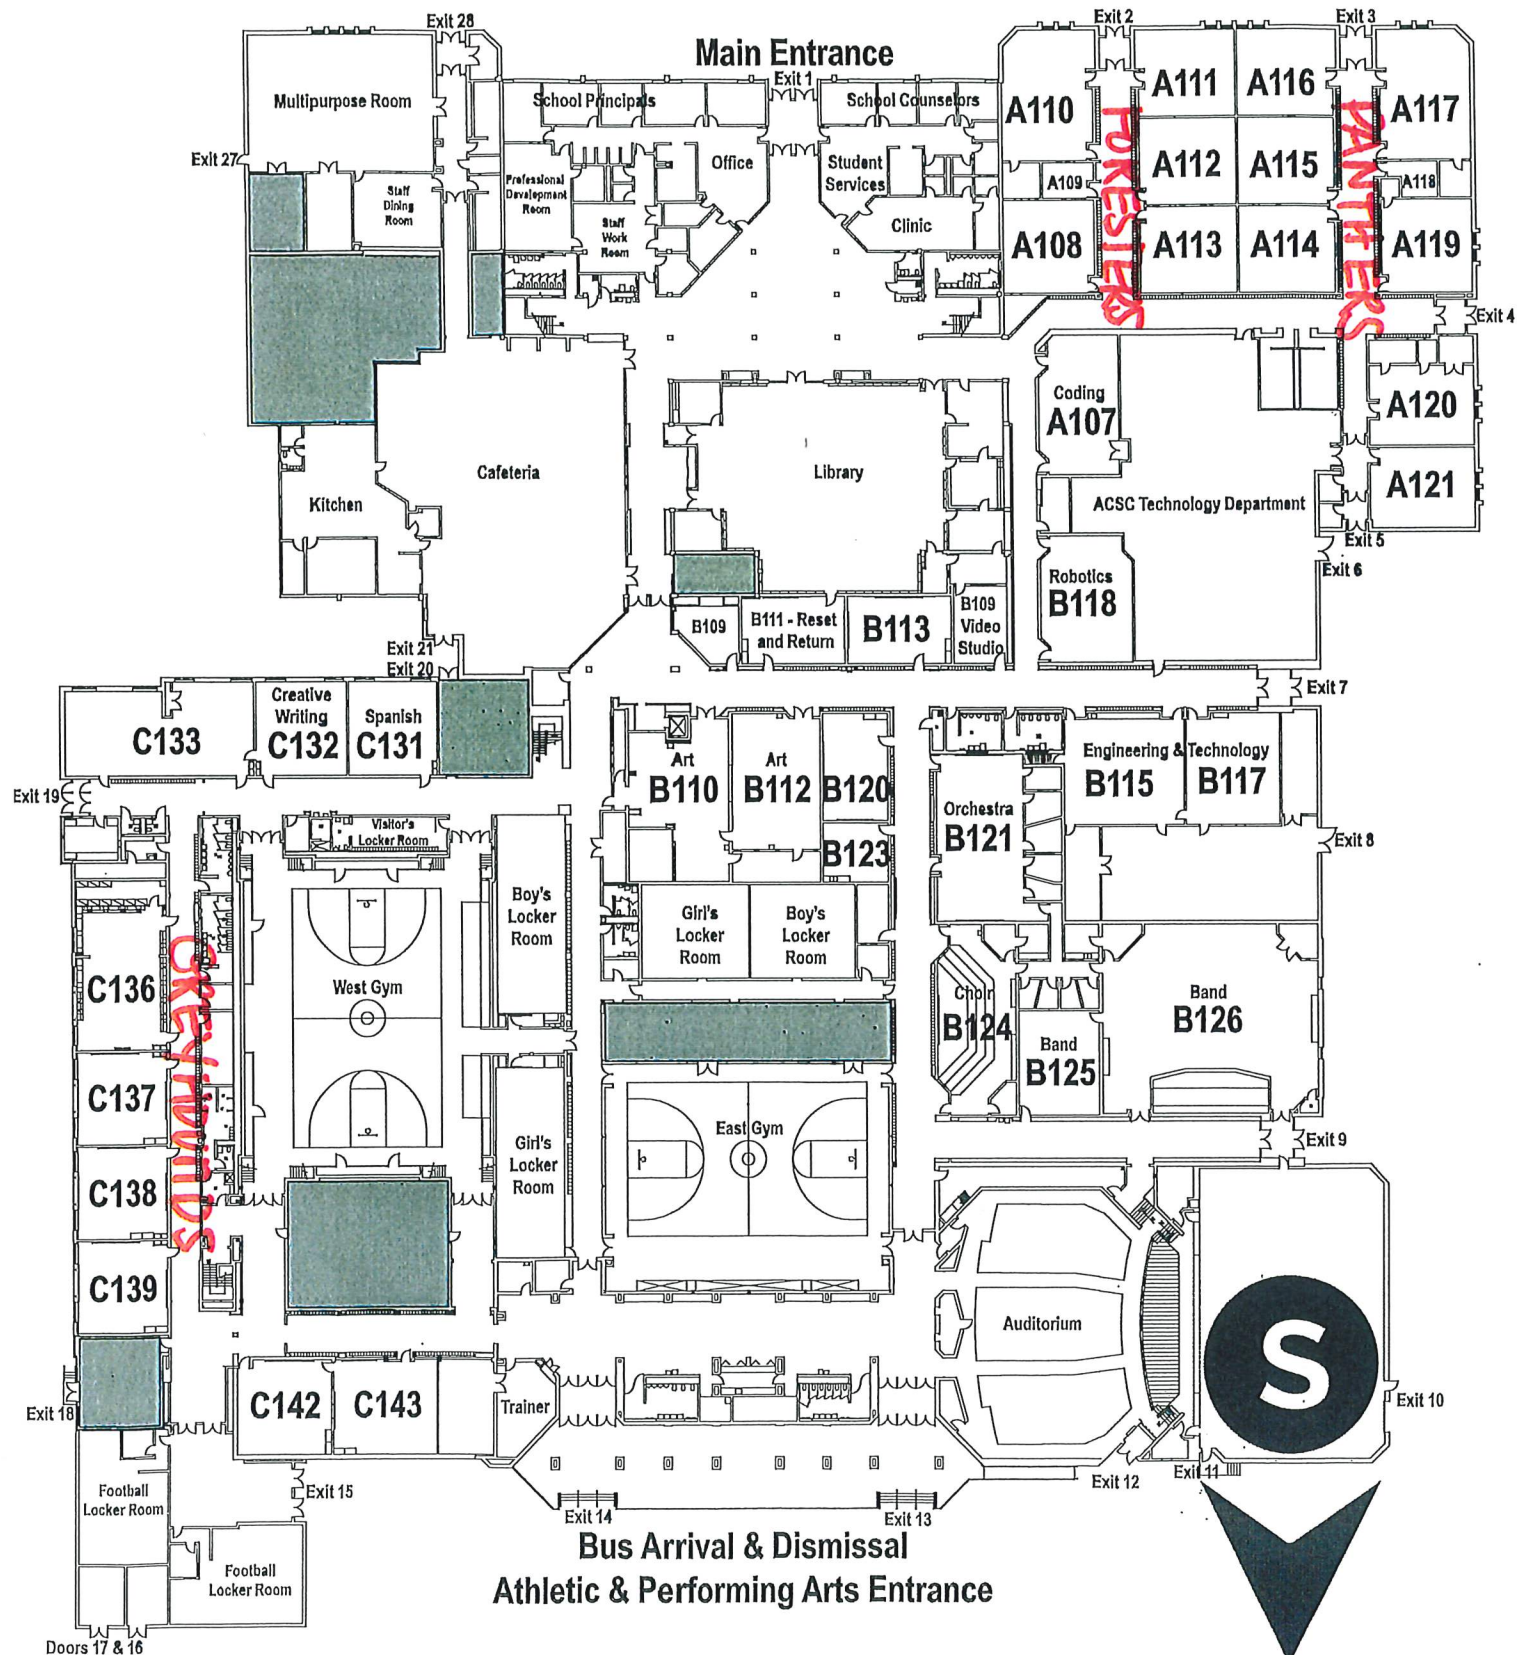 Exit 28
Main Entrance
Exit 1
Exit 2
Exit 3
Multipurpose Room
School Principals
School Counselors
A110
A111
A116
A117
Exit 27
Staff
Dining
Room
Professional
Development
Room
Office
Student
Services
Staff
Work
Room
Clinic
A109
A112
A115
A118
A108
A113
A114
A119
FORESTERS
PANTHERS
Exit 4
Coding
A107
A120
A121
Kitchen
Cafeteria
Library
ACSC Technology Department
Exit 5
Exit 6
Robotics
B118
B109
B111 - Reset
and Return
B113
B109
Video
Studio
Exit 21
Exit 20
Exit 7
C133
Creative
Writing
C132
Spanish
C131
Art
B110
Art
B112
B120
B123
Orchestra
B121
Engineering & Technology
B115
B117
Exit 19
Exit 8
Visitor's
Locker Room
Boy's
Locker
Room
Girl's
Locker
Room
Boy's
Locker
Room
C136
GREYHOUNDS
West Gym
Choir
B124
Band
B125
Band
B126
C137
C138
C139
Girl's
Locker
Room
East Gym
Exit 9
Auditorium
S
Exit 10
Exit 18
C142
C143
Trainer
Exit 12
Exit 11
Football
Locker Room
Exit 15
Exit 14
Exit 13
Bus Arrival & Dismissal
Athletic & Performing Arts Entrance
Football
Locker Room
Doors 17 & 16